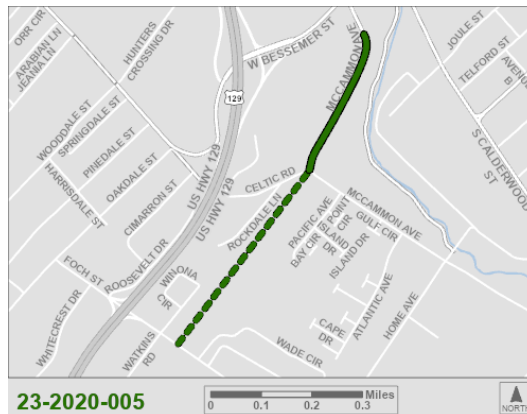 ORR CIR
ARABIAN LN
JEANIA LN
HUNTERS
CROSSING DR
W BESSEMER ST
MCCAMMON AVE
JOULE ST
TELFORD ST
AVENUE
B
S CALDERWOOD
ST
129
WOODDALE ST
SPRINGDALE ST
PINEDALE ST
HARRISDALE ST
OAKDALE ST
CIMARRON ST
US HWY 129
US HWY 129
CELTIC RD
ROCKDALE LN
MCCAMMON AVE
PACIFIC AVE
BAY CIR
POINT
CIR
ISLAND
DR
GULF CIR
ISLAND DR
ROOSEVELT DR
FOCH ST
WINONA
CIR
WHITECREST DR
WATKINS
RD
WADE CIR
CAPE
DR
ATLANTIC AVE
HOME AVE
23-2020-005
Miles
0 0.1 0.2 0.3
NORTH